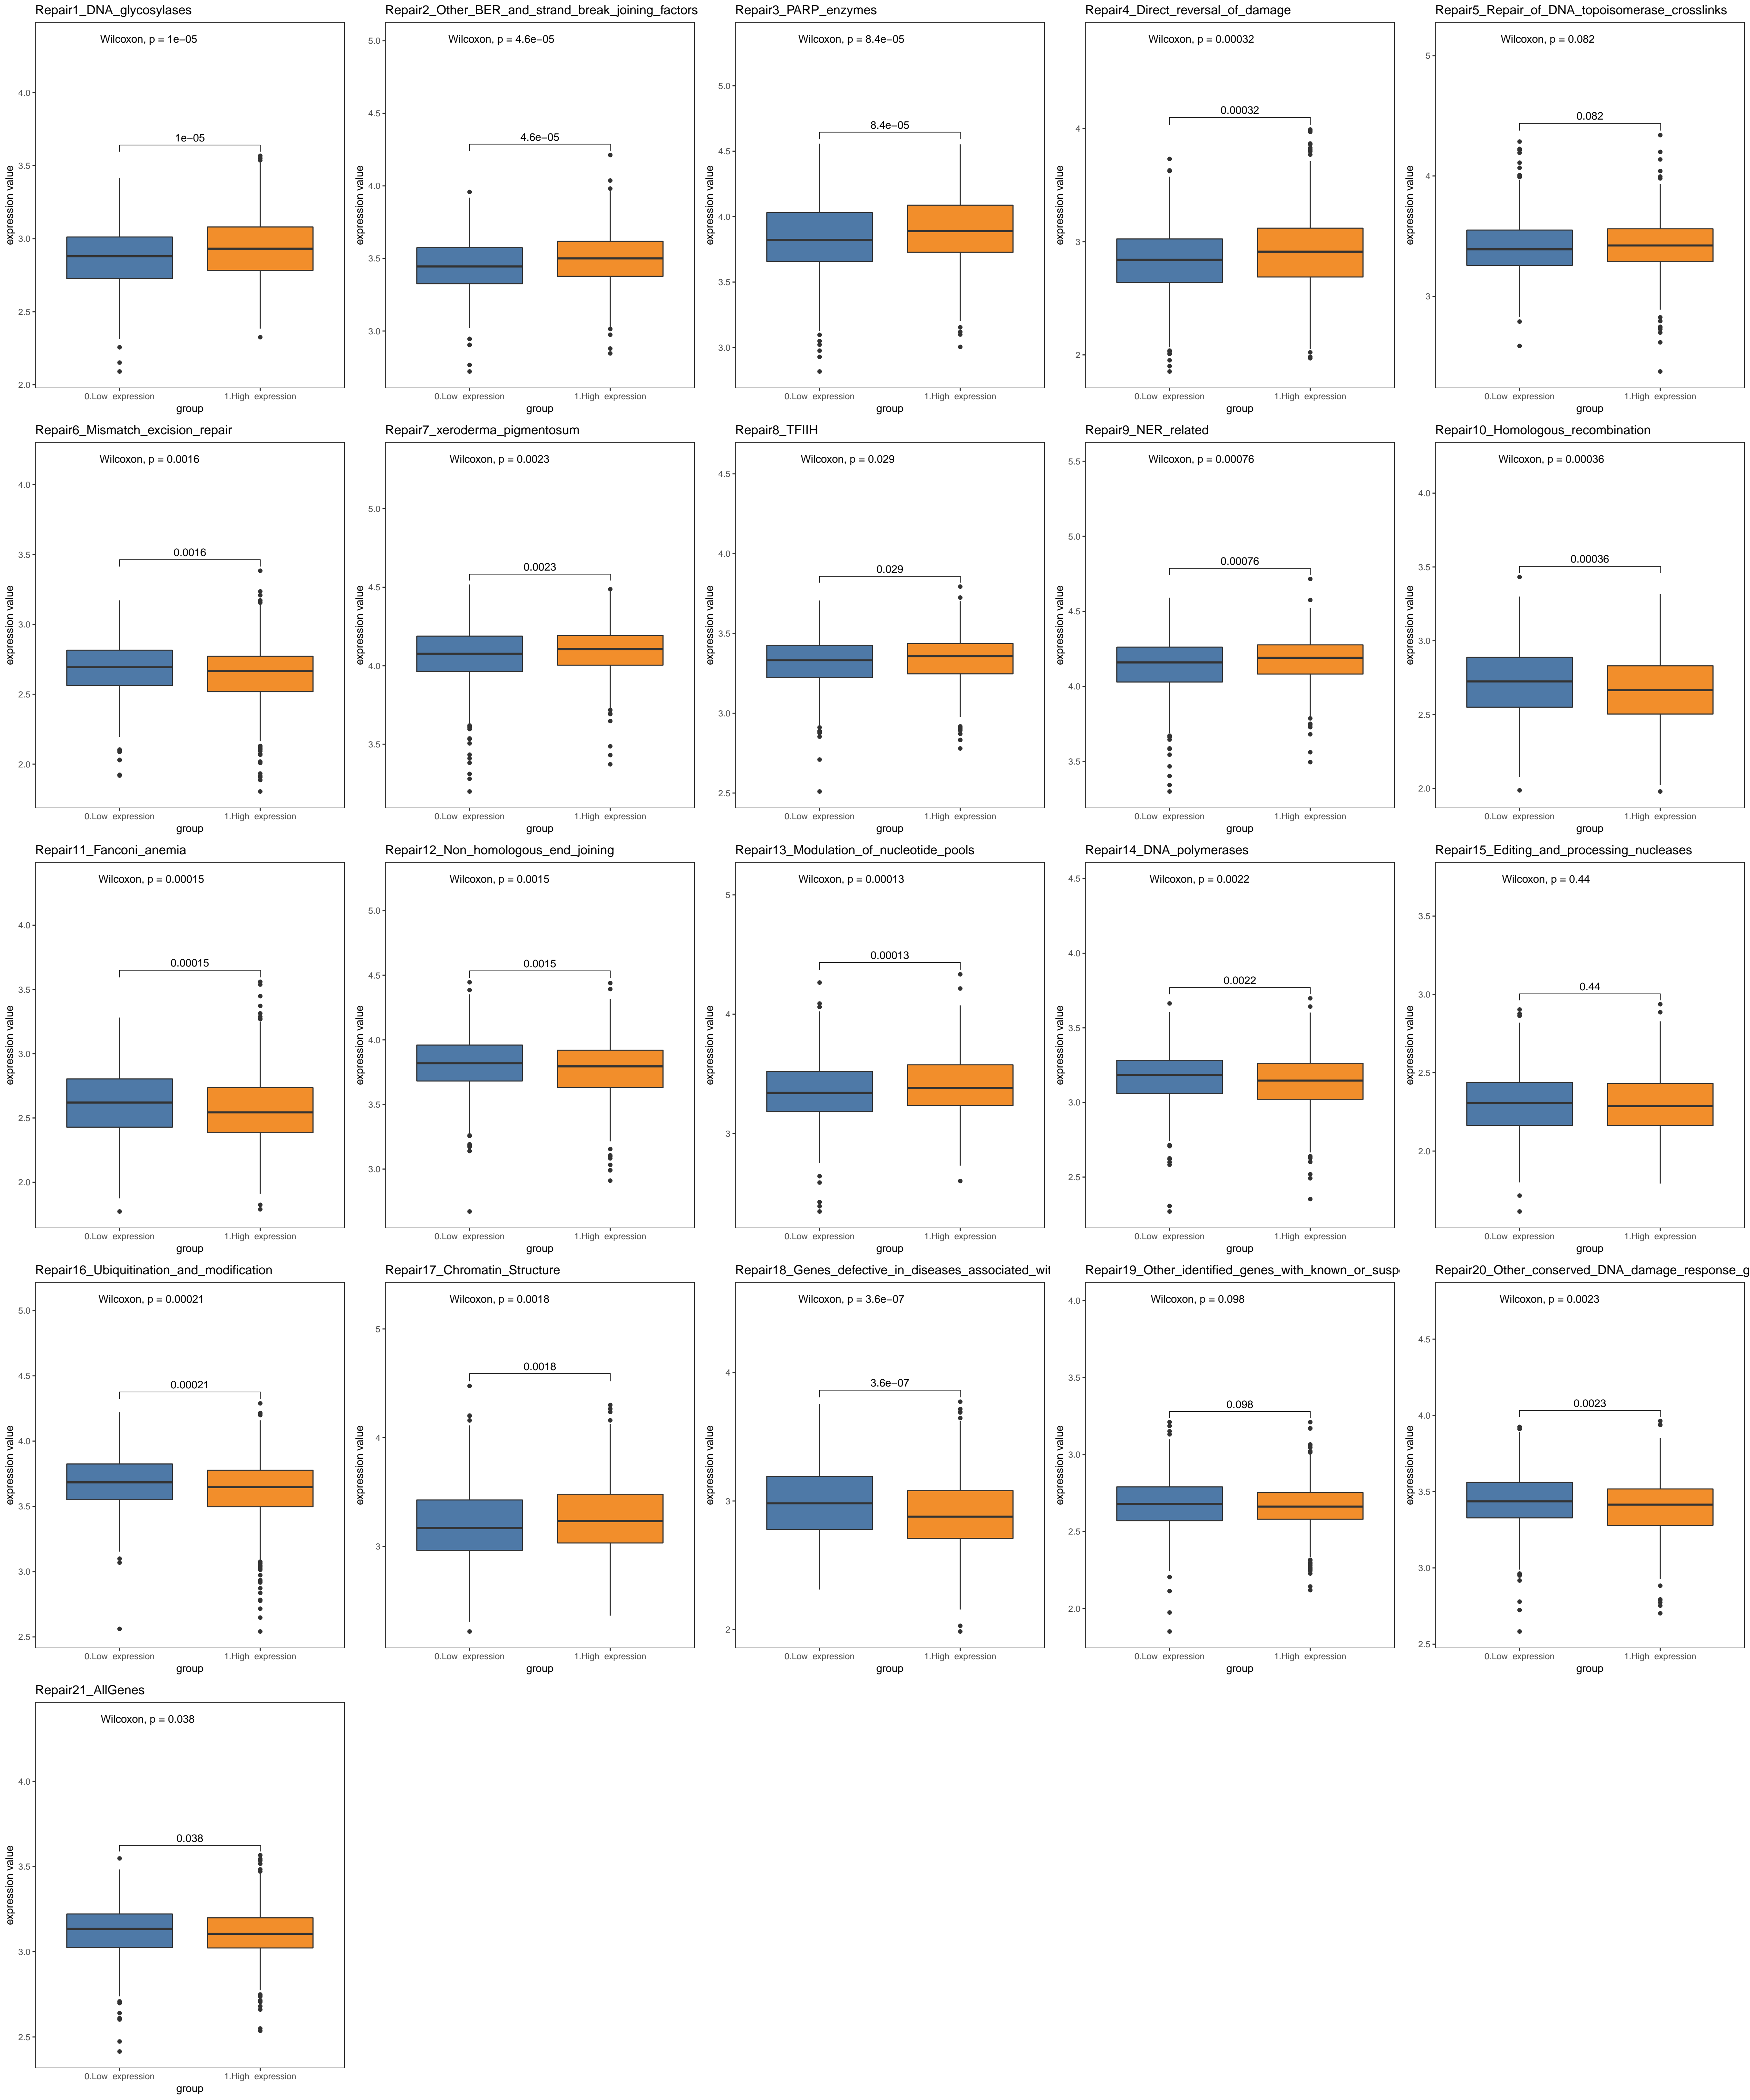 Repair1_DNA_glycosylases
Wilcoxon, p = 1e−05
1e−05
expression value
4.0
3.5
3.0
2.5
2.0
0.Low_expression 1.High_expression
group
Repair2_Other_BER_and_strand_break_joining_factors
Wilcoxon, p = 4.6e−05
4.6e−05
expression value
5.0
4.5
4.0
3.5
3.0
0.Low_expression 1.High_expression
group
Repair3_PARP_enzymes
Wilcoxon, p = 8.4e−05
8.4e−05
expression value
5.0
4.5
4.0
3.5
3.0
0.Low_expression 1.High_expression
group
Repair4_Direct_reversal_of_damage
Wilcoxon, p = 0.00032
0.00032
expression value
4
3
2
0.Low_expression 1.High_expression
group
Repair5_Repair_of_DNA_topoisomerase_crosslinks
Wilcoxon, p = 0.082
0.082
expression value
5
4
3
0.Low_expression 1.High_expression
group
Repair6_Mismatch_excision_repair
Wilcoxon, p = 0.0016
0.0016
expression value
4.0
3.5
3.0
2.5
2.0
0.Low_expression 1.High_expression
group
Repair7_xeroderma_pigmentosum
Wilcoxon, p = 0.0023
0.0023
expression value
5.0
4.5
4.0
3.5
0.Low_expression 1.High_expression
group
Repair8_TFIIH
Wilcoxon, p = 0.029
0.029
expression value
4.5
4.0
3.5
3.0
2.5
0.Low_expression 1.High_expression
group
Repair9_NER_related
Wilcoxon, p = 0.00076
0.00076
expression value
5.5
5.0
4.5
4.0
3.5
0.Low_expression 1.High_expression
group
Repair10_Homologous_recombination
Wilcoxon, p = 0.00036
0.00036
expression value
4.0
3.5
3.0
2.5
2.0
0.Low_expression 1.High_expression
group
Repair11_Fanconi_anemia
Wilcoxon, p = 0.00015
0.00015
expression value
4.0
3.5
3.0
2.5
2.0
0.Low_expression 1.High_expression
group
Repair12_Non_homologous_end_joining
Wilcoxon, p = 0.0015
0.0015
expression value
5.0
4.5
4.0
3.5
3.0
0.Low_expression 1.High_expression
group
Repair13_Modulation_of_nucleotide_pools
Wilcoxon, p = 0.00013
0.00013
expression value
5
4
3
0.Low_expression 1.High_expression
group
Repair14_DNA_polymerases
Wilcoxon, p = 0.0022
0.0022
expression value
4.5
4.0
3.5
3.0
2.5
0.Low_expression 1.High_expression
group
Repair15_Editing_and_processing_nucleases
Wilcoxon, p = 0.44
0.44
expression value
3.5
3.0
2.5
2.0
0.Low_expression 1.High_expression
group
Repair16_Ubiquitination_and_modification
Wilcoxon, p = 0.00021
0.00021
expression value
5.0
4.5
4.0
3.5
3.0
2.5
0.Low_expression 1.High_expression
group
Repair17_Chromatin_Structure
Wilcoxon, p = 0.0018
0.0018
expression value
5
4
3
0.Low_expression 1.High_expression
group
Repair18_Genes_defective_in_diseases_associated_wit
Wilcoxon, p = 3.6e−07
3.6e−07
expression value
4
3
2
0.Low_expression 1.High_expression
group
Repair19_Other_identified_genes_with_known_or_susp
Wilcoxon, p = 0.098
0.098
expression value
4.0
3.5
3.0
2.5
2.0
0.Low_expression 1.High_expression
group
Repair20_Other_conserved_DNA_damage_response_g
Wilcoxon, p = 0.0023
0.0023
expression value
4.5
4.0
3.5
3.0
2.5
0.Low_expression 1.High_expression
group
Repair21_AllGenes
Wilcoxon, p = 0.038
0.038
expression value
4.0
3.5
3.0
2.5
0.Low_expression 1.High_expression
group